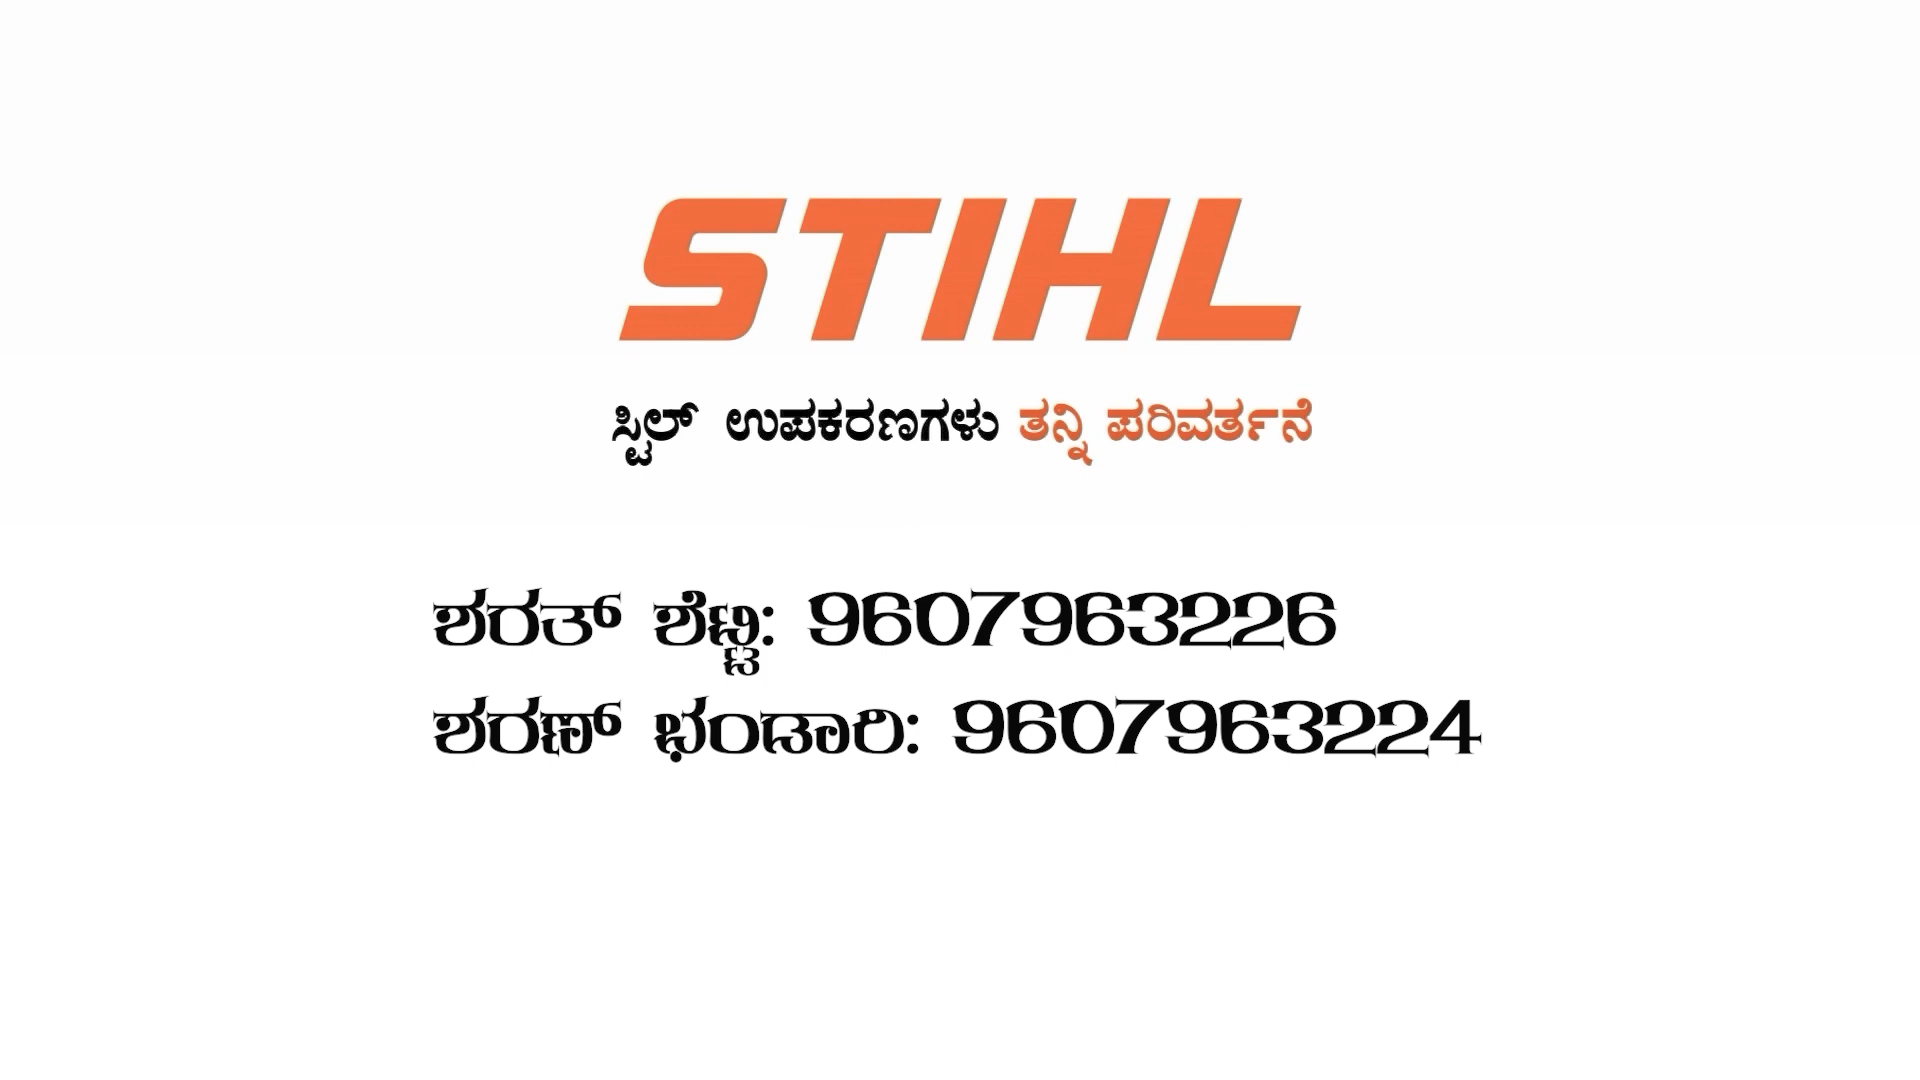 STIHL
ಸ್ಟಿಲ್ ಉಪಕರಣಗಳು ತನ್ನಿ ಪರಿವರ್ತನೆ
ಶರತ್ ಶೆಟ್ಟಿ: 9607963226
ಶರಣ್ ಭಂಡಾರಿ: 9607963224